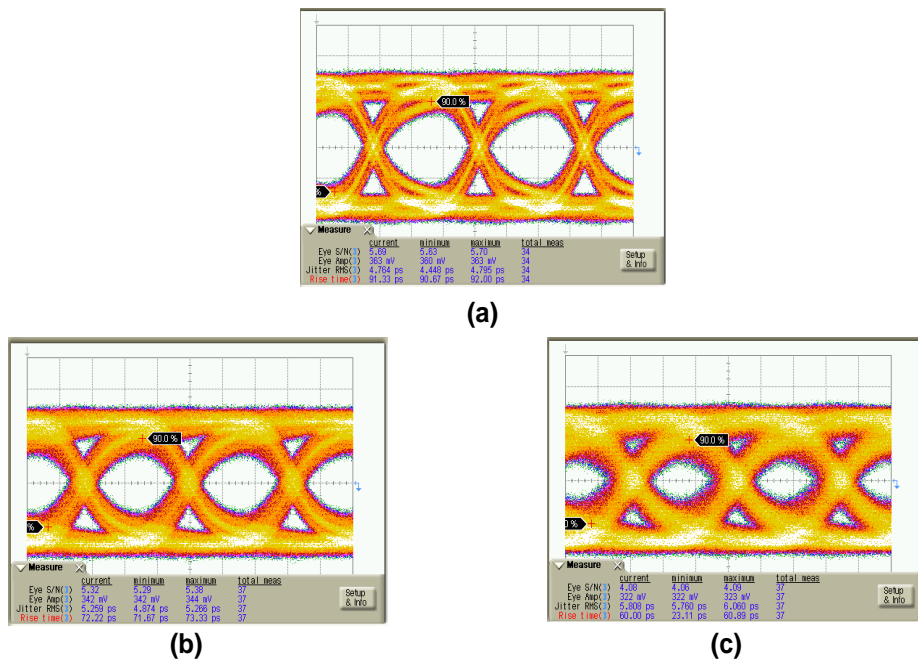 90.0 %
%
Measure
current minimum maximum total meas
Eye S/N(3) 5.69 5.63 5.70 34
Eye Amp(3) 363 mV 360 mV 363 mV 34
Jitter RMS(3) 4.764 ps 4.448 ps 4.795 ps 34
Rise time(3) 91.33 ps 90.67 ps 92.00 ps 34
Setup
& Info
(a)
90.0 %
%
Measure
current minimum maximum total meas
Eye S/N(3) 5.32 5.29 5.38 37
Eye Amp(3) 342 mV 342 mV 344 mV 37
Jitter RMS(3) 5.259 ps 4.874 ps 5.266 ps 37
Rise time(3) 72.22 ps 71.67 ps 73.33 ps 37
Setup
& Info
(b)
90.0 %
0 %
Measure
current minimum maximum total meas
Eye S/N(3) 4.08 4.06 4.09 37
Eye Amp(3) 322 mV 322 mV 323 mV 37
Jitter RMS(3) 5.808 ps 5.760 ps 6.060 ps 37
Rise time(3) 60.00 ps 23.11 ps 60.89 ps 37
Setup
& Info
(c)